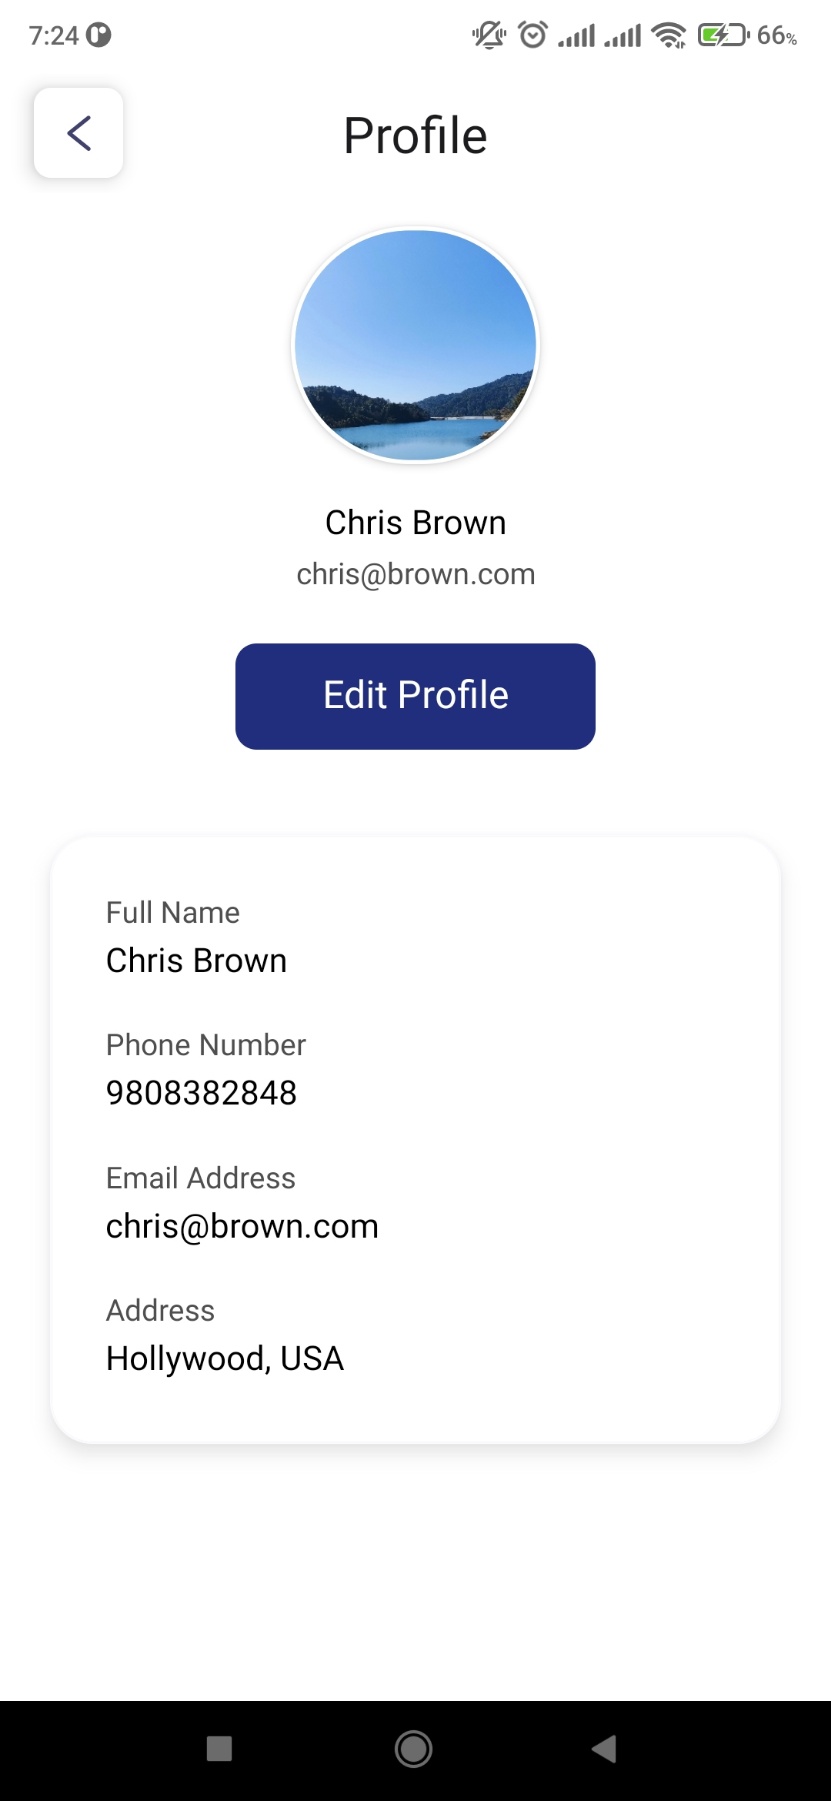 7:24 66%
Profile
Chris Brown
chris@brown.com
Edit Profile
Full Name
Chris Brown
Phone Number
9808382848
Email Address
chris@brown.com
Address
Hollywood, USA